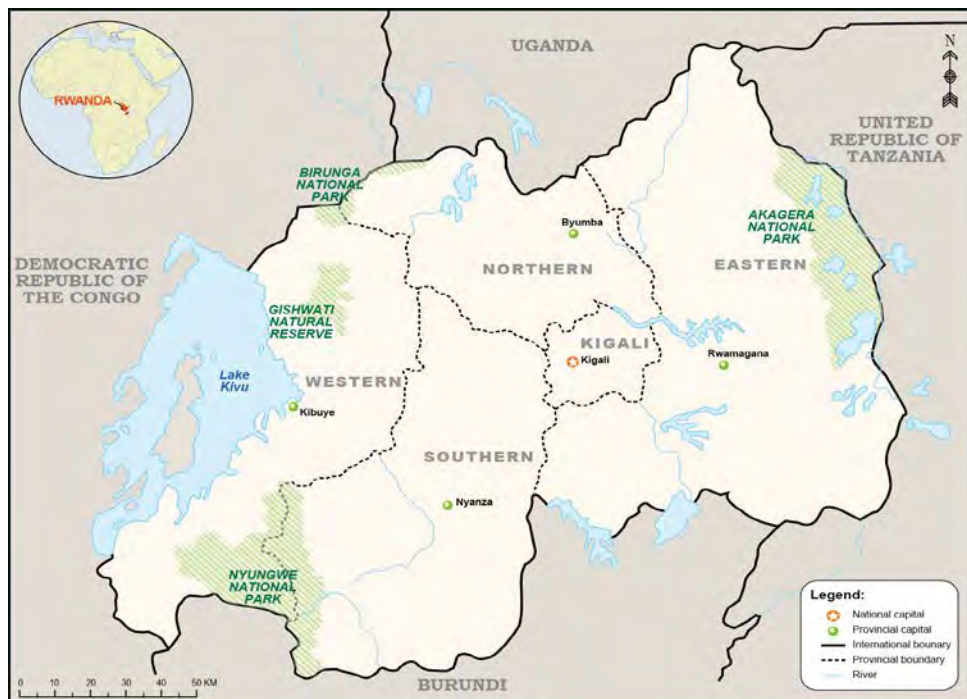 UGANDA
N
RWANDA
UNITED
REPUBLIC OF
TANZANIA
BIRUNGA
NATIONAL
PARK
Byumba
AKAGERA
NATIONAL
PARK
DEMOCRATIC
REPUBLIC OF
THE CONGO
NORTHERN
EASTERN
GISHWATI
NATURAL
RESERVE
KIGALI
Kigali
Rwamagana
Lake
Kivu
WESTERN
Kibuye
SOUTHERN
Nyanza
NYUNGWE
NATIONAL
PARK
Legend:
National capital
Provincial capital
International bounary
Provincial boundary
River
0 10 20 30 40 50 KM
BURUNDI